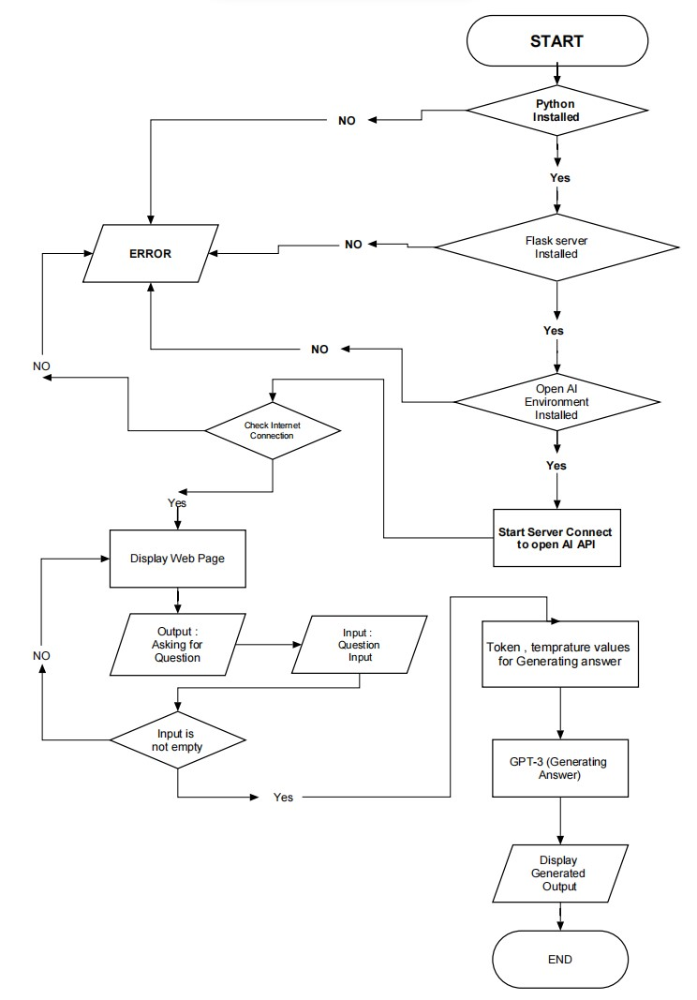 START
Python
Installed
NO
Yes
Flask server
Installed
NO
ERROR
Yes
NO
NO
Open AI
Environment
Installed
Check Internet
Connection
Yes
Yes
Start Server Connect
to open AI API
Display Web Page
Output :
Asking for
Question
Input :
Question
Input
NO
Input is
not empty
Yes
Token , temprature values
for Generating answer
GPT-3 (Generating
Answer)
Display
Generated
Output
END